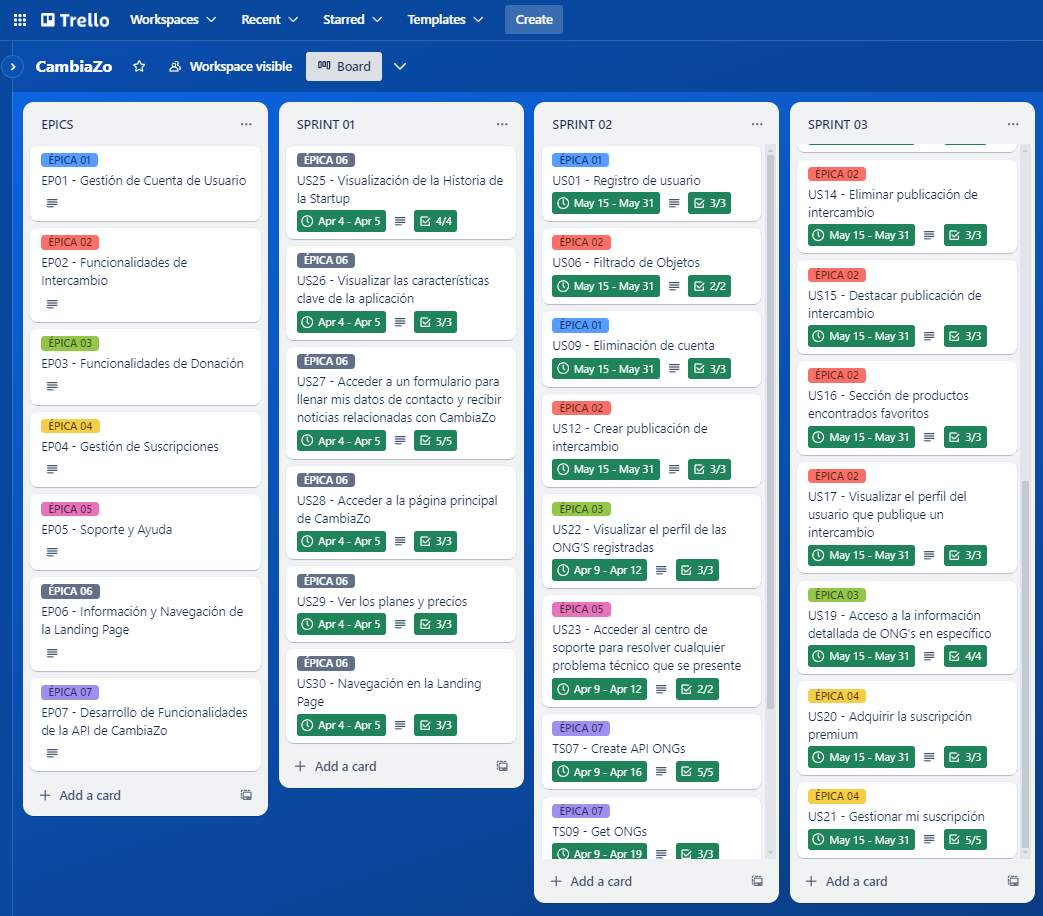 Trello Workspaces Recent Starred Templates Create
CambiaZo Workspace visible Board
EPICS
ÉPICA 01
EP01 - Gestión de Cuenta de Usuario
ÉPICA 02
EP02 - Funcionalidades de
Intercambio
ÉPICA 03
EP03 - Funcionalidades de Donación
ÉPICA 04
EP04 - Gestión de Suscripciones
ÉPICA 05
EP05 - Soporte y Ayuda
ÉPICA 06
EP06 - Información y Navegación de
la Landing Page
ÉPICA 07
EP07 - Desarrollo de Funcionalidades
de la API de CambiaZo
Add a card
SPRINT 01
ÉPICA 06
US25 - Visualización de la Historia de
la Startup
Apr 4 - Apr 5 4/4
ÉPICA 06
US26 - Visualizar las características
clave de la aplicación
Apr 4 - Apr 5 3/3
ÉPICA 06
US27 - Acceder a un formulario para
llenar mis datos de contacto y recibir
noticias relacionadas con CambiaZo
Apr 4 - Apr 5 5/5
ÉPICA 06
US28 - Acceder a la página principal
de CambiaZo
Apr 4 - Apr 5 3/3
ÉPICA 06
US29 - Ver los planes y precios
Apr 4 - Apr 5 3/3
ÉPICA 06
US30 - Navegación en la Landing
Page
Apr 4 - Apr 5 3/3
Add a card
SPRINT 02
ÉPICA 01
US01 - Registro de usuario
May 15 - May 31 3/3
ÉPICA 02
US06 - Filtrado de Objetos
May 15 - May 31 2/2
ÉPICA 01
US09 - Eliminación de cuenta
May 15 - May 31 3/3
ÉPICA 02
US12 - Crear publicación de
intercambio
May 15 - May 31 3/3
ÉPICA 03
US22 - Visualizar el perfil de las
ONG'S registradas
Apr 9 - Apr 12 3/3
ÉPICA 05
US23 - Acceder al centro de
soporte para resolver cualquier
problema técnico que se presente
Apr 9 - Apr 12 2/2
ÉPICA 07
TS07 - Create API ONGs
Apr 9 - Apr 16 5/5
ÉPICA 07
TS09 - Get ONGs
Apr 9 - Apr 19 3/3
Add a card
SPRINT 03
ÉPICA 02
US14 - Eliminar publicación de
intercambio
May 15 - May 31 3/3
ÉPICA 02
US15 - Destacar publicación de
intercambio
May 15 - May 31 3/3
ÉPICA 02
US16 - Sección de productos
encontrados favoritos
May 15 - May 31 3/3
ÉPICA 02
US17 - Visualizar el perfil del
usuario que publique un
intercambio
May 15 - May 31 3/3
ÉPICA 03
US19 - Acceso a la información
detallada de ONG's en específico
May 15 - May 31 4/4
ÉPICA 04
US20 - Adquirir la suscripción
premium
May 15 - May 31 3/3
ÉPICA 04
US21 - Gestionar mi suscripción
May 15 - May 31 5/5
Add a card